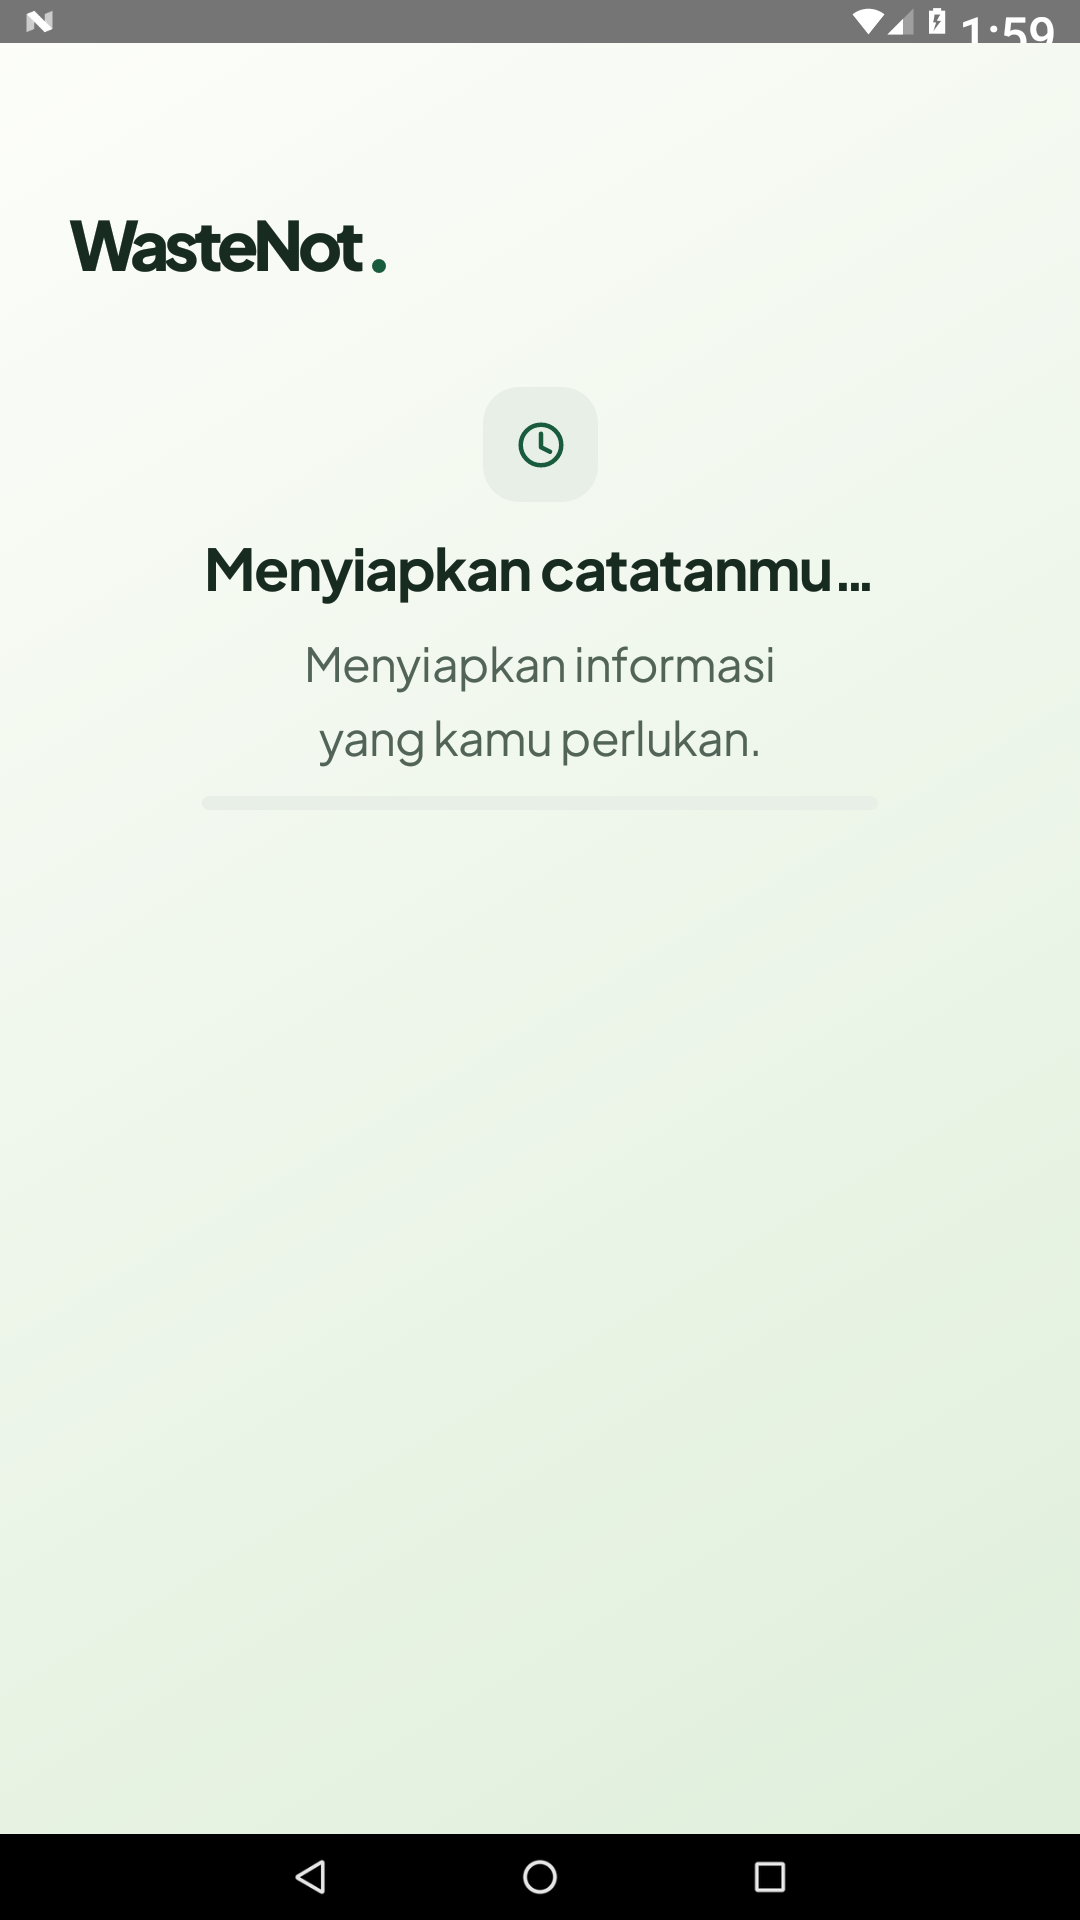 1:59
WasteNot.
Menyiapkan catatanmu...
Menyiapkan informasi
yang kamu perlukan.